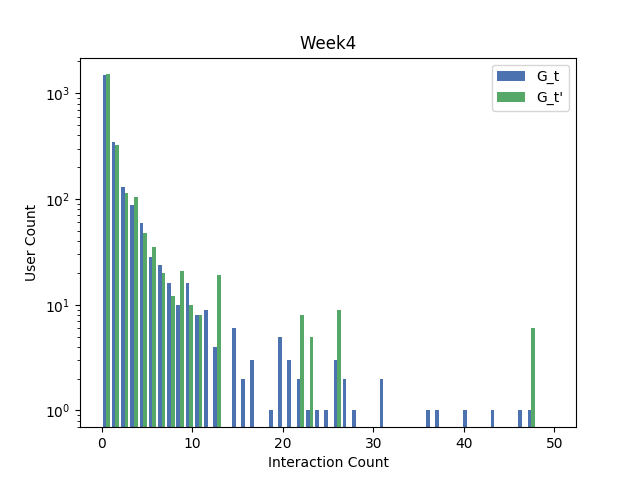 Week4
G_t
G_t'
User Count
10³
10²
10¹
10⁰
0 10 20 30 40 50
Interaction Count